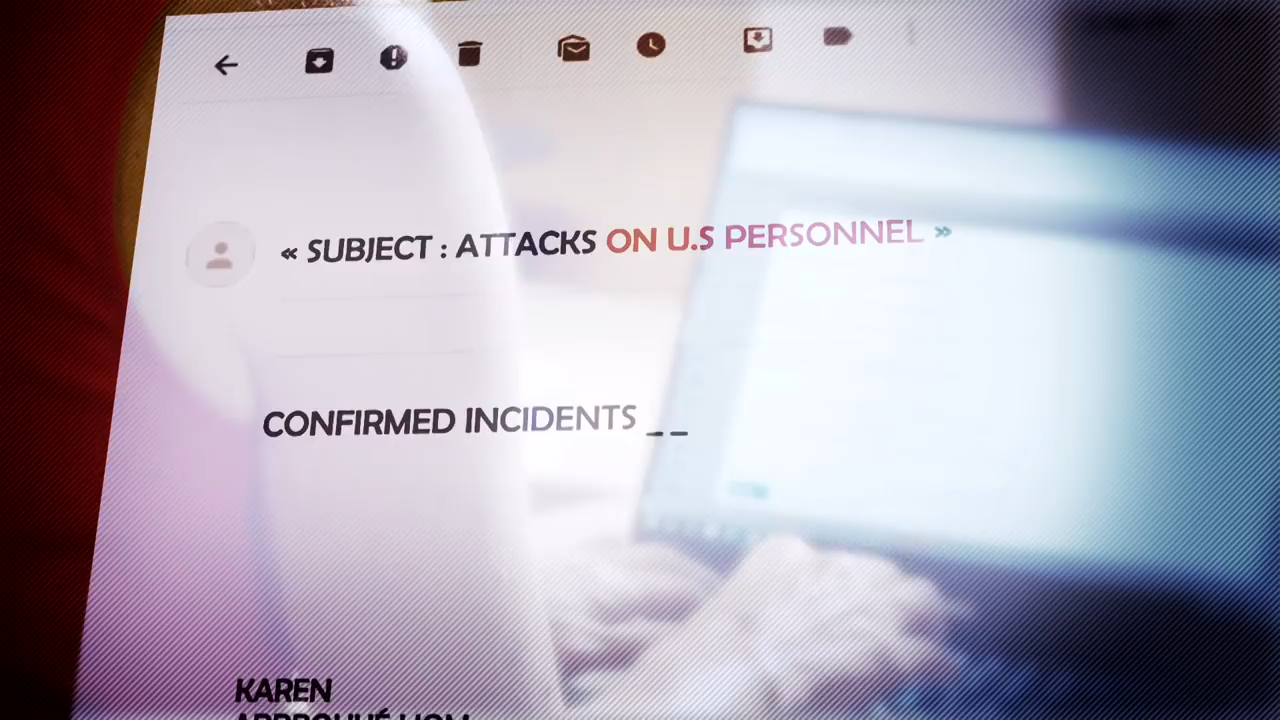 « SUBJECT : ATTACKS ON U.S PERSONNEL »
CONFIRMED INCIDENTS _ _
KAREN